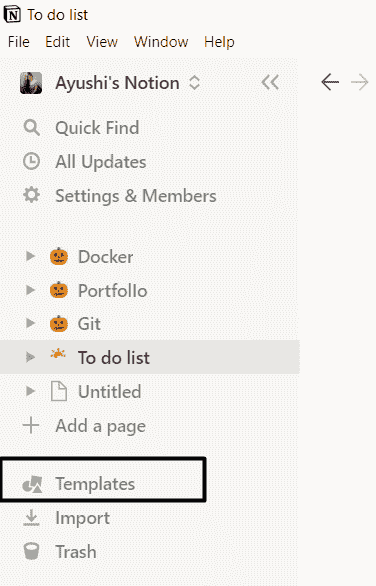 To do list
File Edit View Window Help
Ayushi's Notion
Quick Find
All Updates
Settings & Members
Docker
Portfollo
Git
To do list
Untitled
Add a page
Templates
Import
Trash